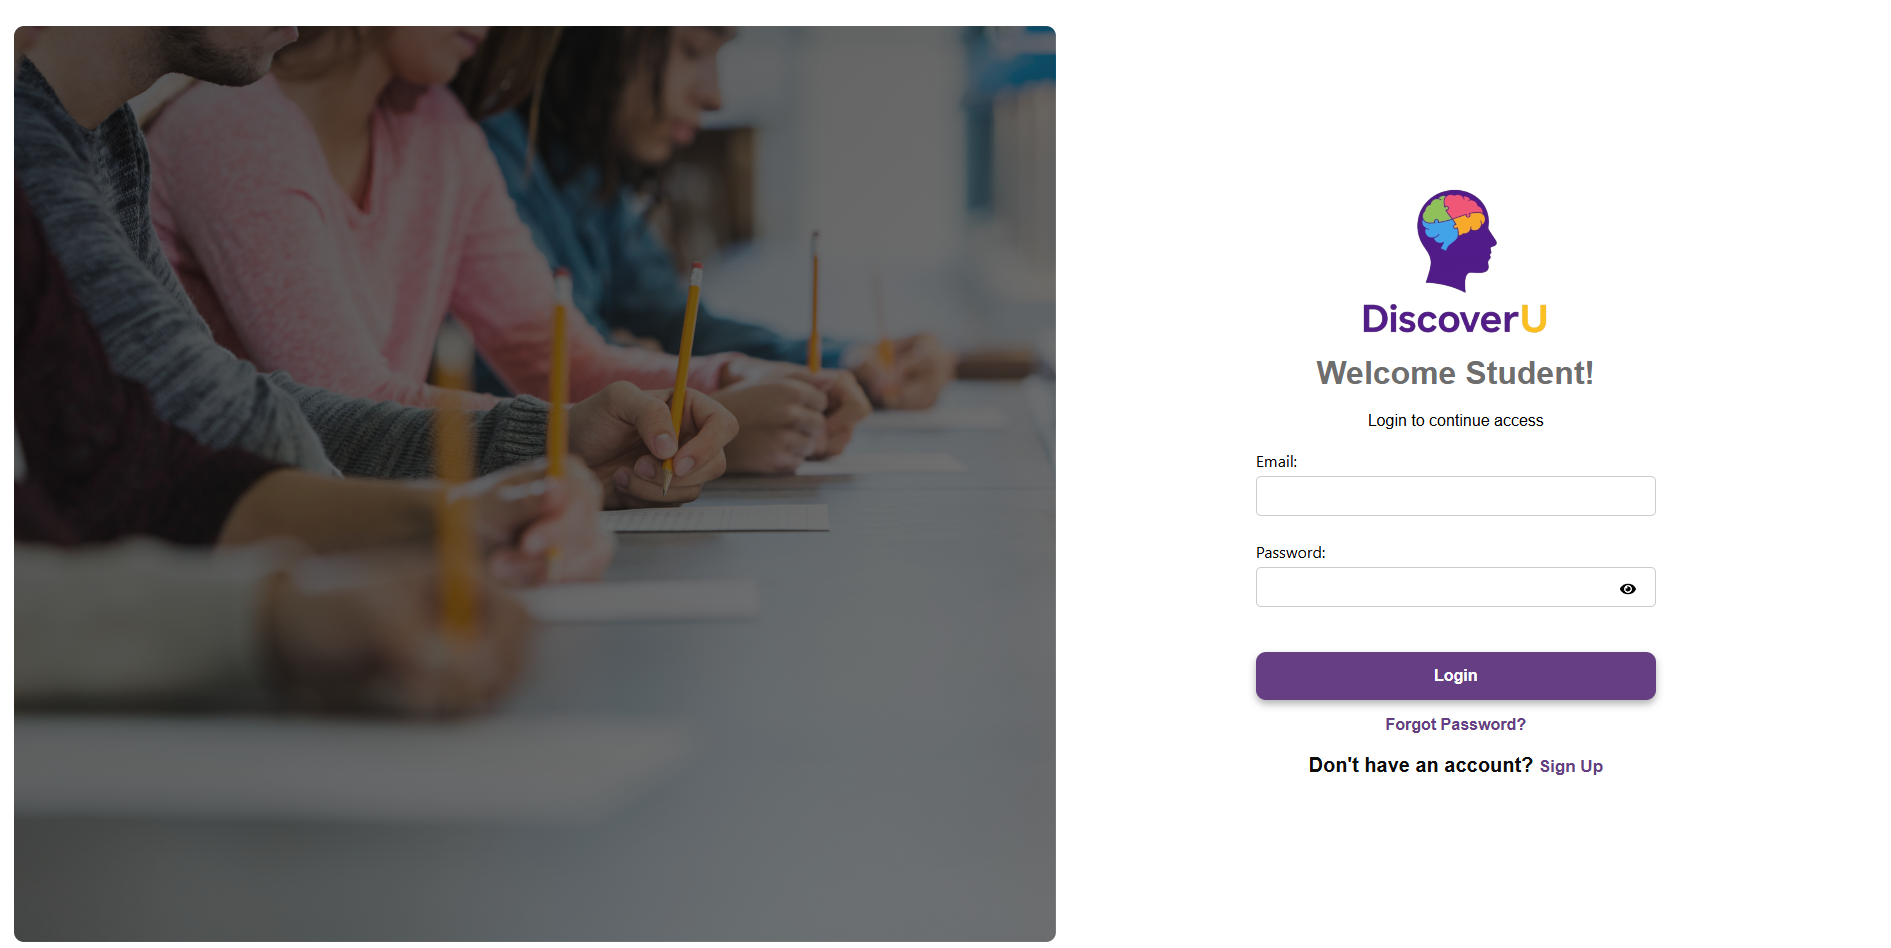 DiscoverU
Welcome Student!
Login to continue access
Email:
Password:
Login
Forgot Password?
Don't have an account? Sign Up